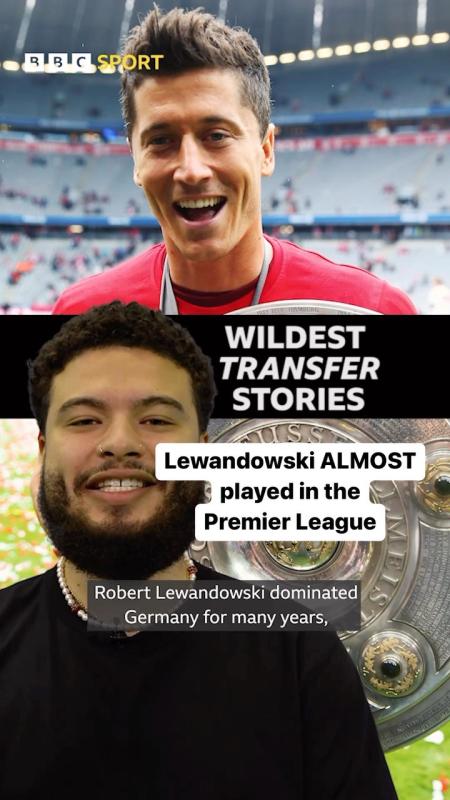 BBC SPORT
WILDEST
TRANSFER
STORIES
Lewandowski ALMOST
played in the
Premier League
Robert Lewandowski dominated
Germany for many years,